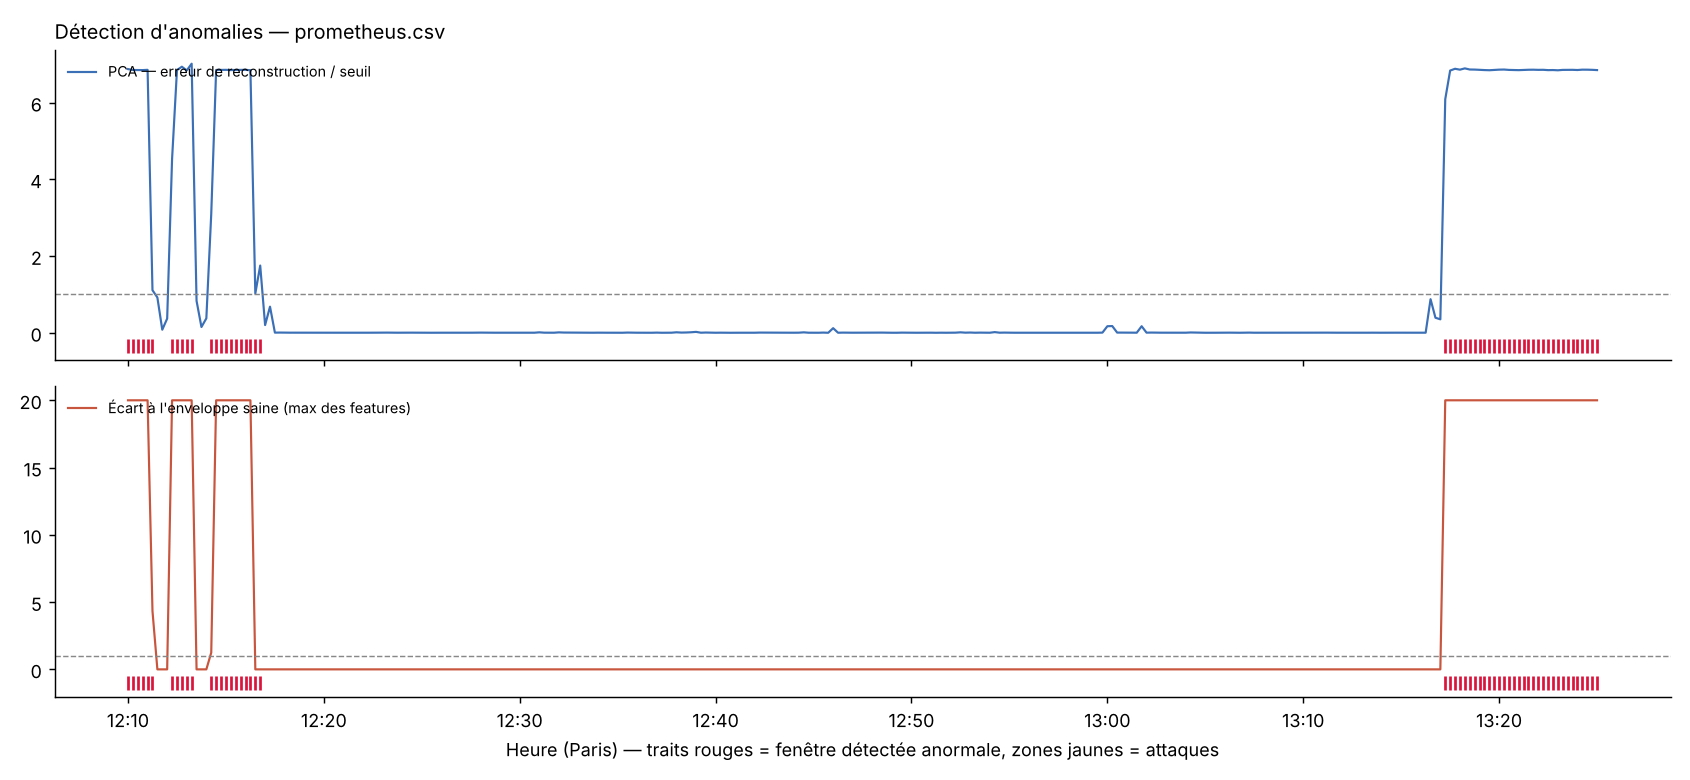 Détection d'anomalies — prometheus.csv
PCA — erreur de reconstruction / seuil
6
4
2
0
Écart à l'enveloppe saine (max des features)
20
15
10
5
0
12:10 12:20 12:30 12:40 12:50 13:00 13:10 13:20
Heure (Paris) — traits rouges = fenêtre détectée anormale, zones jaunes = attaques